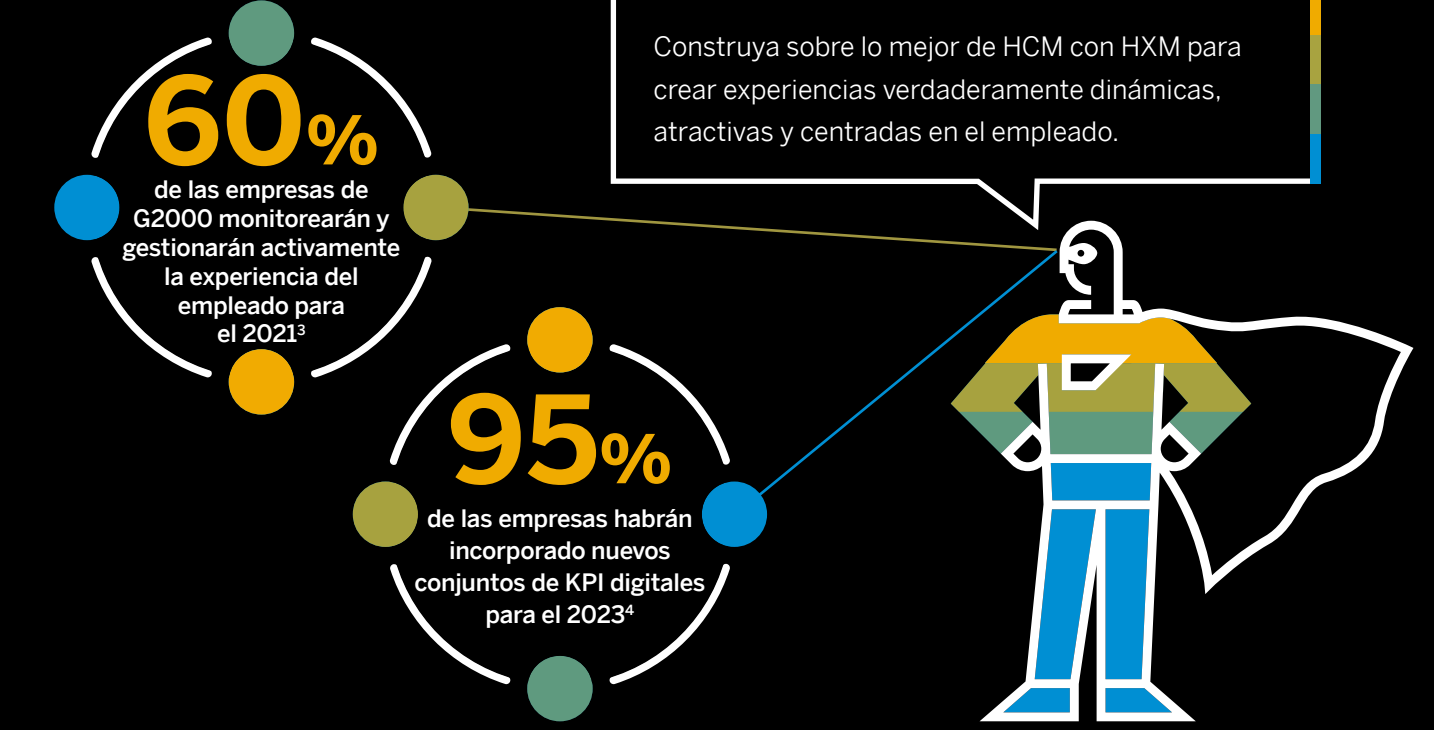 Construya sobre lo mejor de HCM con HXM para
crear experiencias verdaderamente dinámicas,
atractivas y centradas en el empleado.
60%
de las empresas de
G2000 monitorearán y
gestionarán activamente
la experiencia del
empleado para
el 2021³
95%
de las empresas habrán
incorporado nuevos
conjuntos de KPI digitales
para el 2023⁴